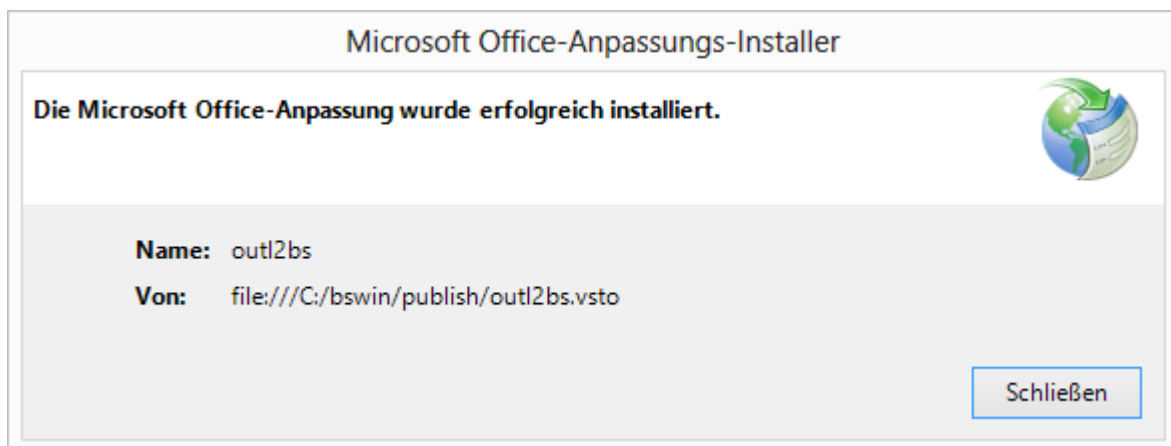 Microsoft Office-Anpassungs-Installer
Die Microsoft Office-Anpassung wurde erfolgreich installiert.
Name: outl2bs
Von: file:///C:/bswin/publish/outl2bs.vsto
Schließen